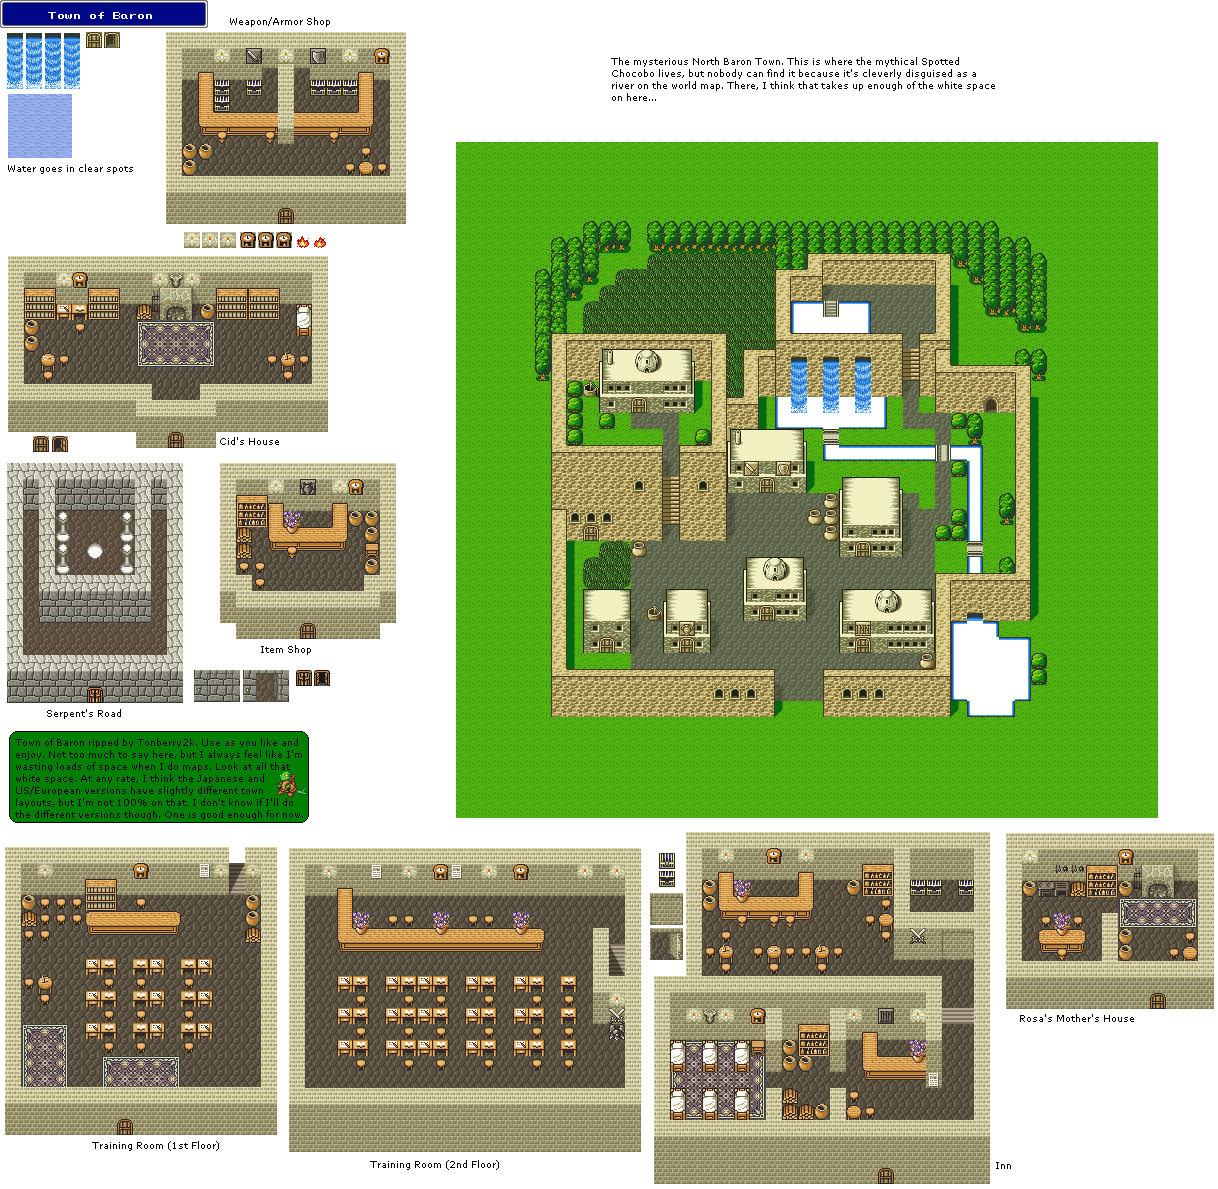 Town of Baron
Weapon/Armor Shop
The mysterious North Baron Town. This is where the mythical Spotted
Chocobo lives, but nobody can find it because it's cleverly disguised as a
river on the world map. There, I think that takes up enough of the white space
on here...
Water goes in clear spots
Cid's House
Item Shop
Serpent's Road
Town of Baron ripped by Tonberry2k. Use as you like and
enjoy. Not too much to say here, but I always feel like I'm
wasting loads of space when I do maps. Look at all that
white space. At any rate, I think the Japanese and
US/European versions have slightly different town
layouts, but I'm not 100% on that. I don't know if I'll do
the different versions though. One is good enough for now.
Rosa's Mother's House
Training Room (1st Floor)
Training Room (2nd Floor)
Inn